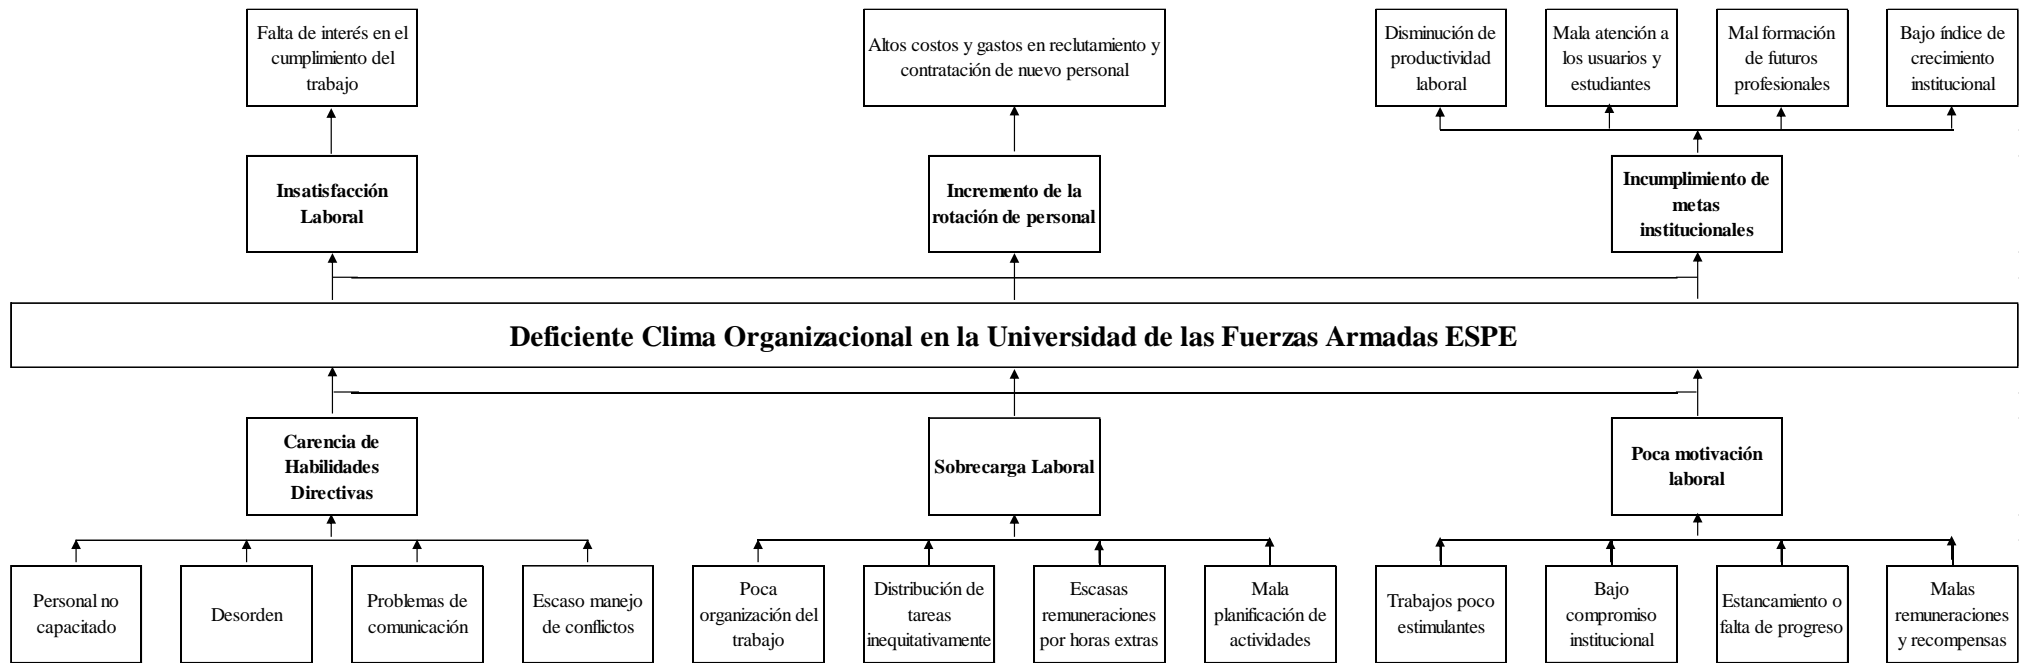 Falta de interés en el
cumplimiento del
trabajo
Altos costos y gastos en reclutamiento y
contratación de nuevo personal
Disminución de
productividad
laboral
Mala atención a
los usuarios y
estudiantes
Mal formación
de futuros
profesionales
Bajo índice de
crecimiento
institucional
Insatisfacción
Laboral
Incremento de la
rotación de personal
Incumplimiento de
metas
institucionales
Deficiente Clima Organizacional en la Universidad de las Fuerzas Armadas ESPE
Carencia de
Habilidades
Directivas
Sobrecarga Laboral
Poca motivación
laboral
Personal no
capacitado
Desorden
Problemas de
comunicación
Escaso manejo
de conflictos
Poca
organización del
trabajo
Distribución de
tareas
inequitativamente
Escasas
remuneraciones
por horas extras
Mala
planificación de
actividades
Trabajos poco
estimulantes
Bajo
compromiso
institucional
Estancamiento o
falta de progreso
Malas
remuneraciones
y recompensas